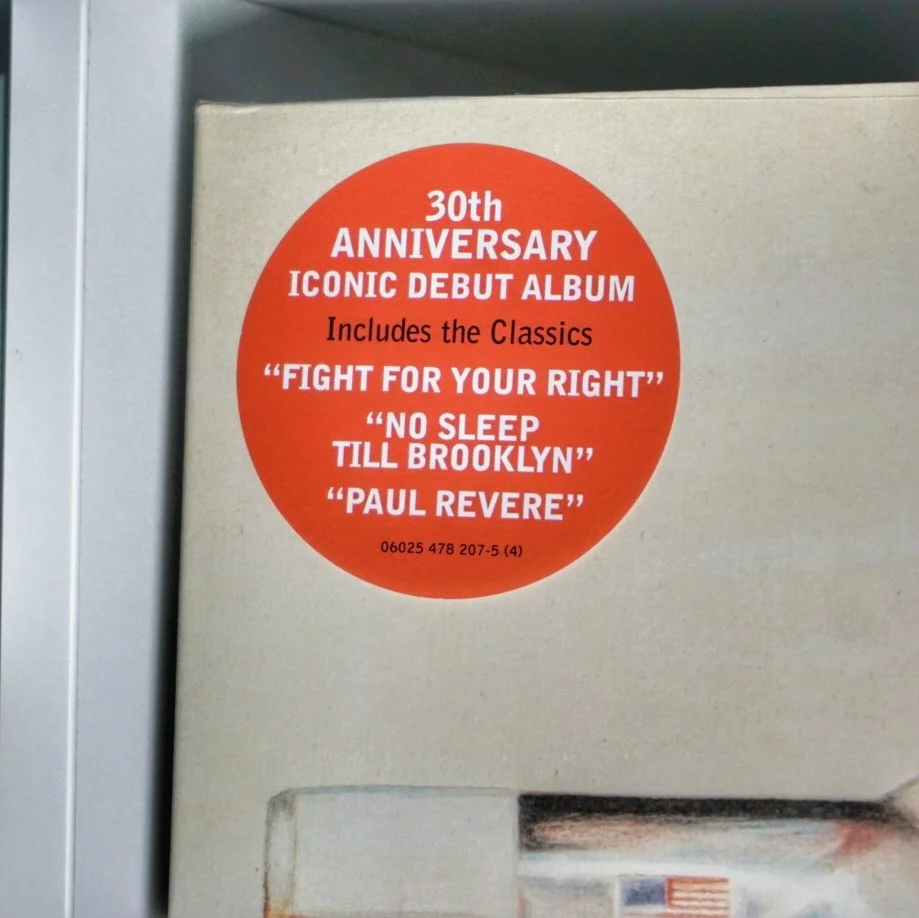 30th
ANNIVERSARY
ICONIC DEBUT ALBUM
Includes the Classics
“FIGHT FOR YOUR RIGHT”
“NO SLEEP
TILL BROOKLYN”
“PAUL REVERE”
06025 478 207-5 (4)